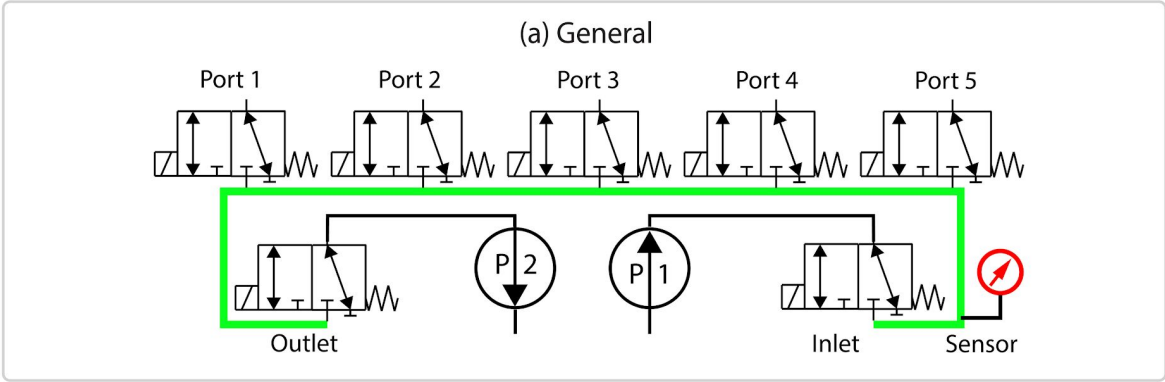 (a) General
Port 1 Port 2 Port 3 Port 4 Port 5
P 2 P 1
Outlet Inlet Sensor